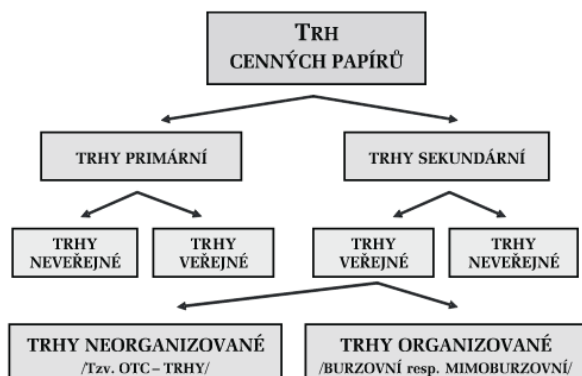 TRH
CENNÝCH PAPÍRŮ
TRHY PRIMÁRNÍ
TRHY SEKUNDÁRNÍ
TRHY
NEVEŘEJNÉ
TRHY
VEŘEJNÉ
TRHY
VEŘEJNÉ
TRHY
NEVEŘEJNÉ
TRHY NEORGANIZOVANÉ
/Tzv. OTC – TRHY/
TRHY ORGANIZOVANÉ
/BURZOVNÍ resp. MIMOBURZOVNÍ/